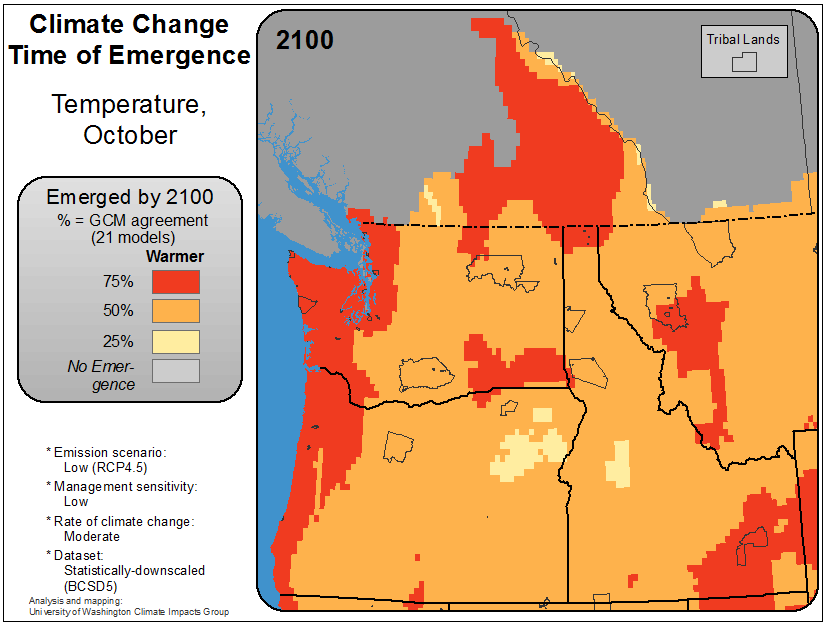 Climate Change
Time of Emergence
Temperature,
October
Emerged by 2100
% = GCM agreement
(21 models)
Warmer
75%
50%
25%
No Emer-
gence
* Emission scenario:
Low (RCP4.5)
* Management sensitivity:
Low
* Rate of climate change:
Moderate
* Dataset:
Statistically-downscaled
(BCSD5)
Analysis and mapping:
University of Washington Climate Impacts Group
2100
Tribal Lands